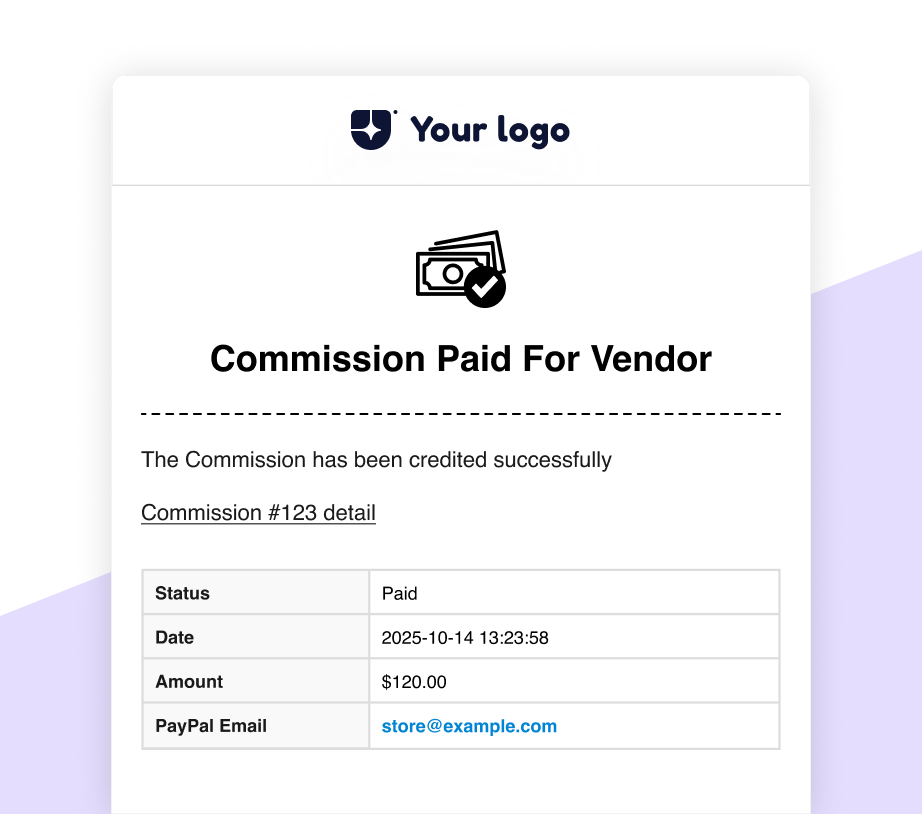 Your logo
Commission Paid For Vendor
The Commission has been credited successfully
Commission #123 detail
Status Paid
Date 2025-10-14 13:23:58
Amount $120.00
PayPal Email store@example.com